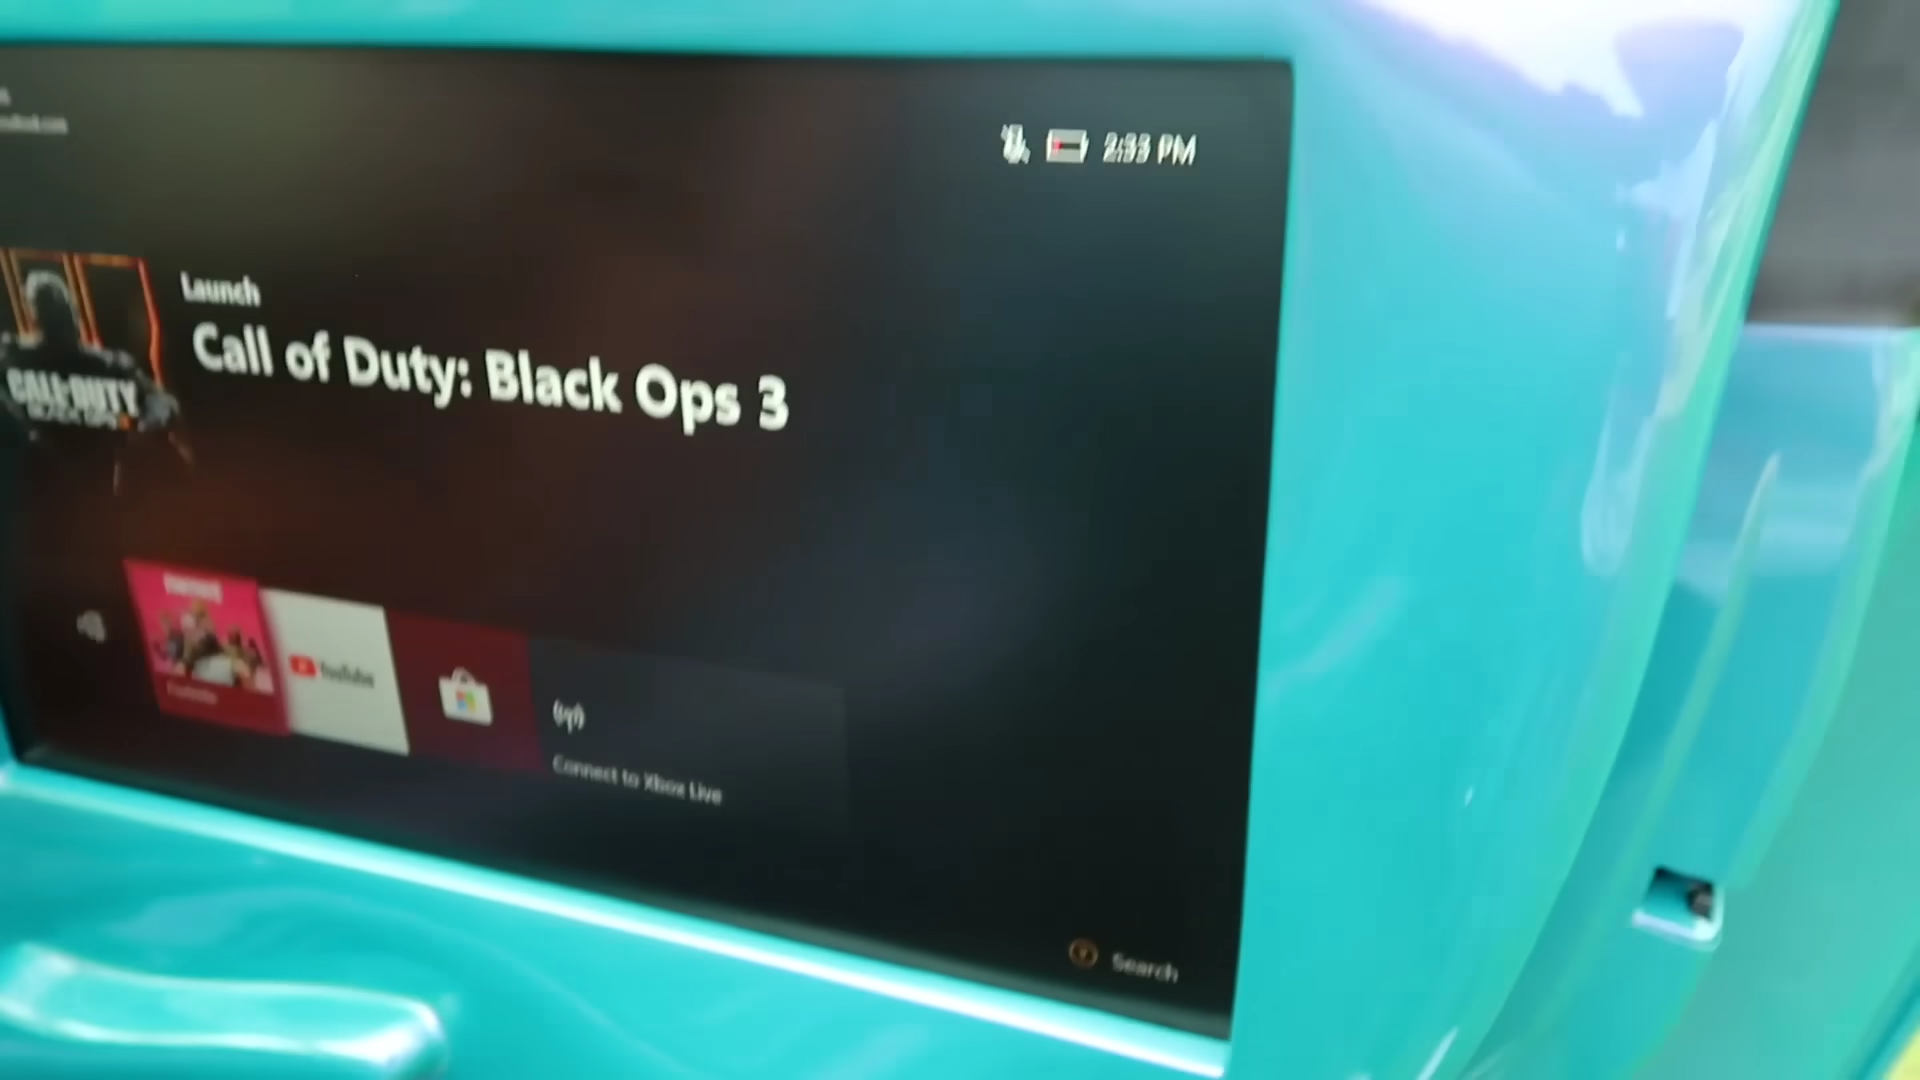 2:33 PM
Launch
Call of Duty: Black Ops 3
CALL OF DUTY
YouTube
Connect to Xbox Live
Y Search